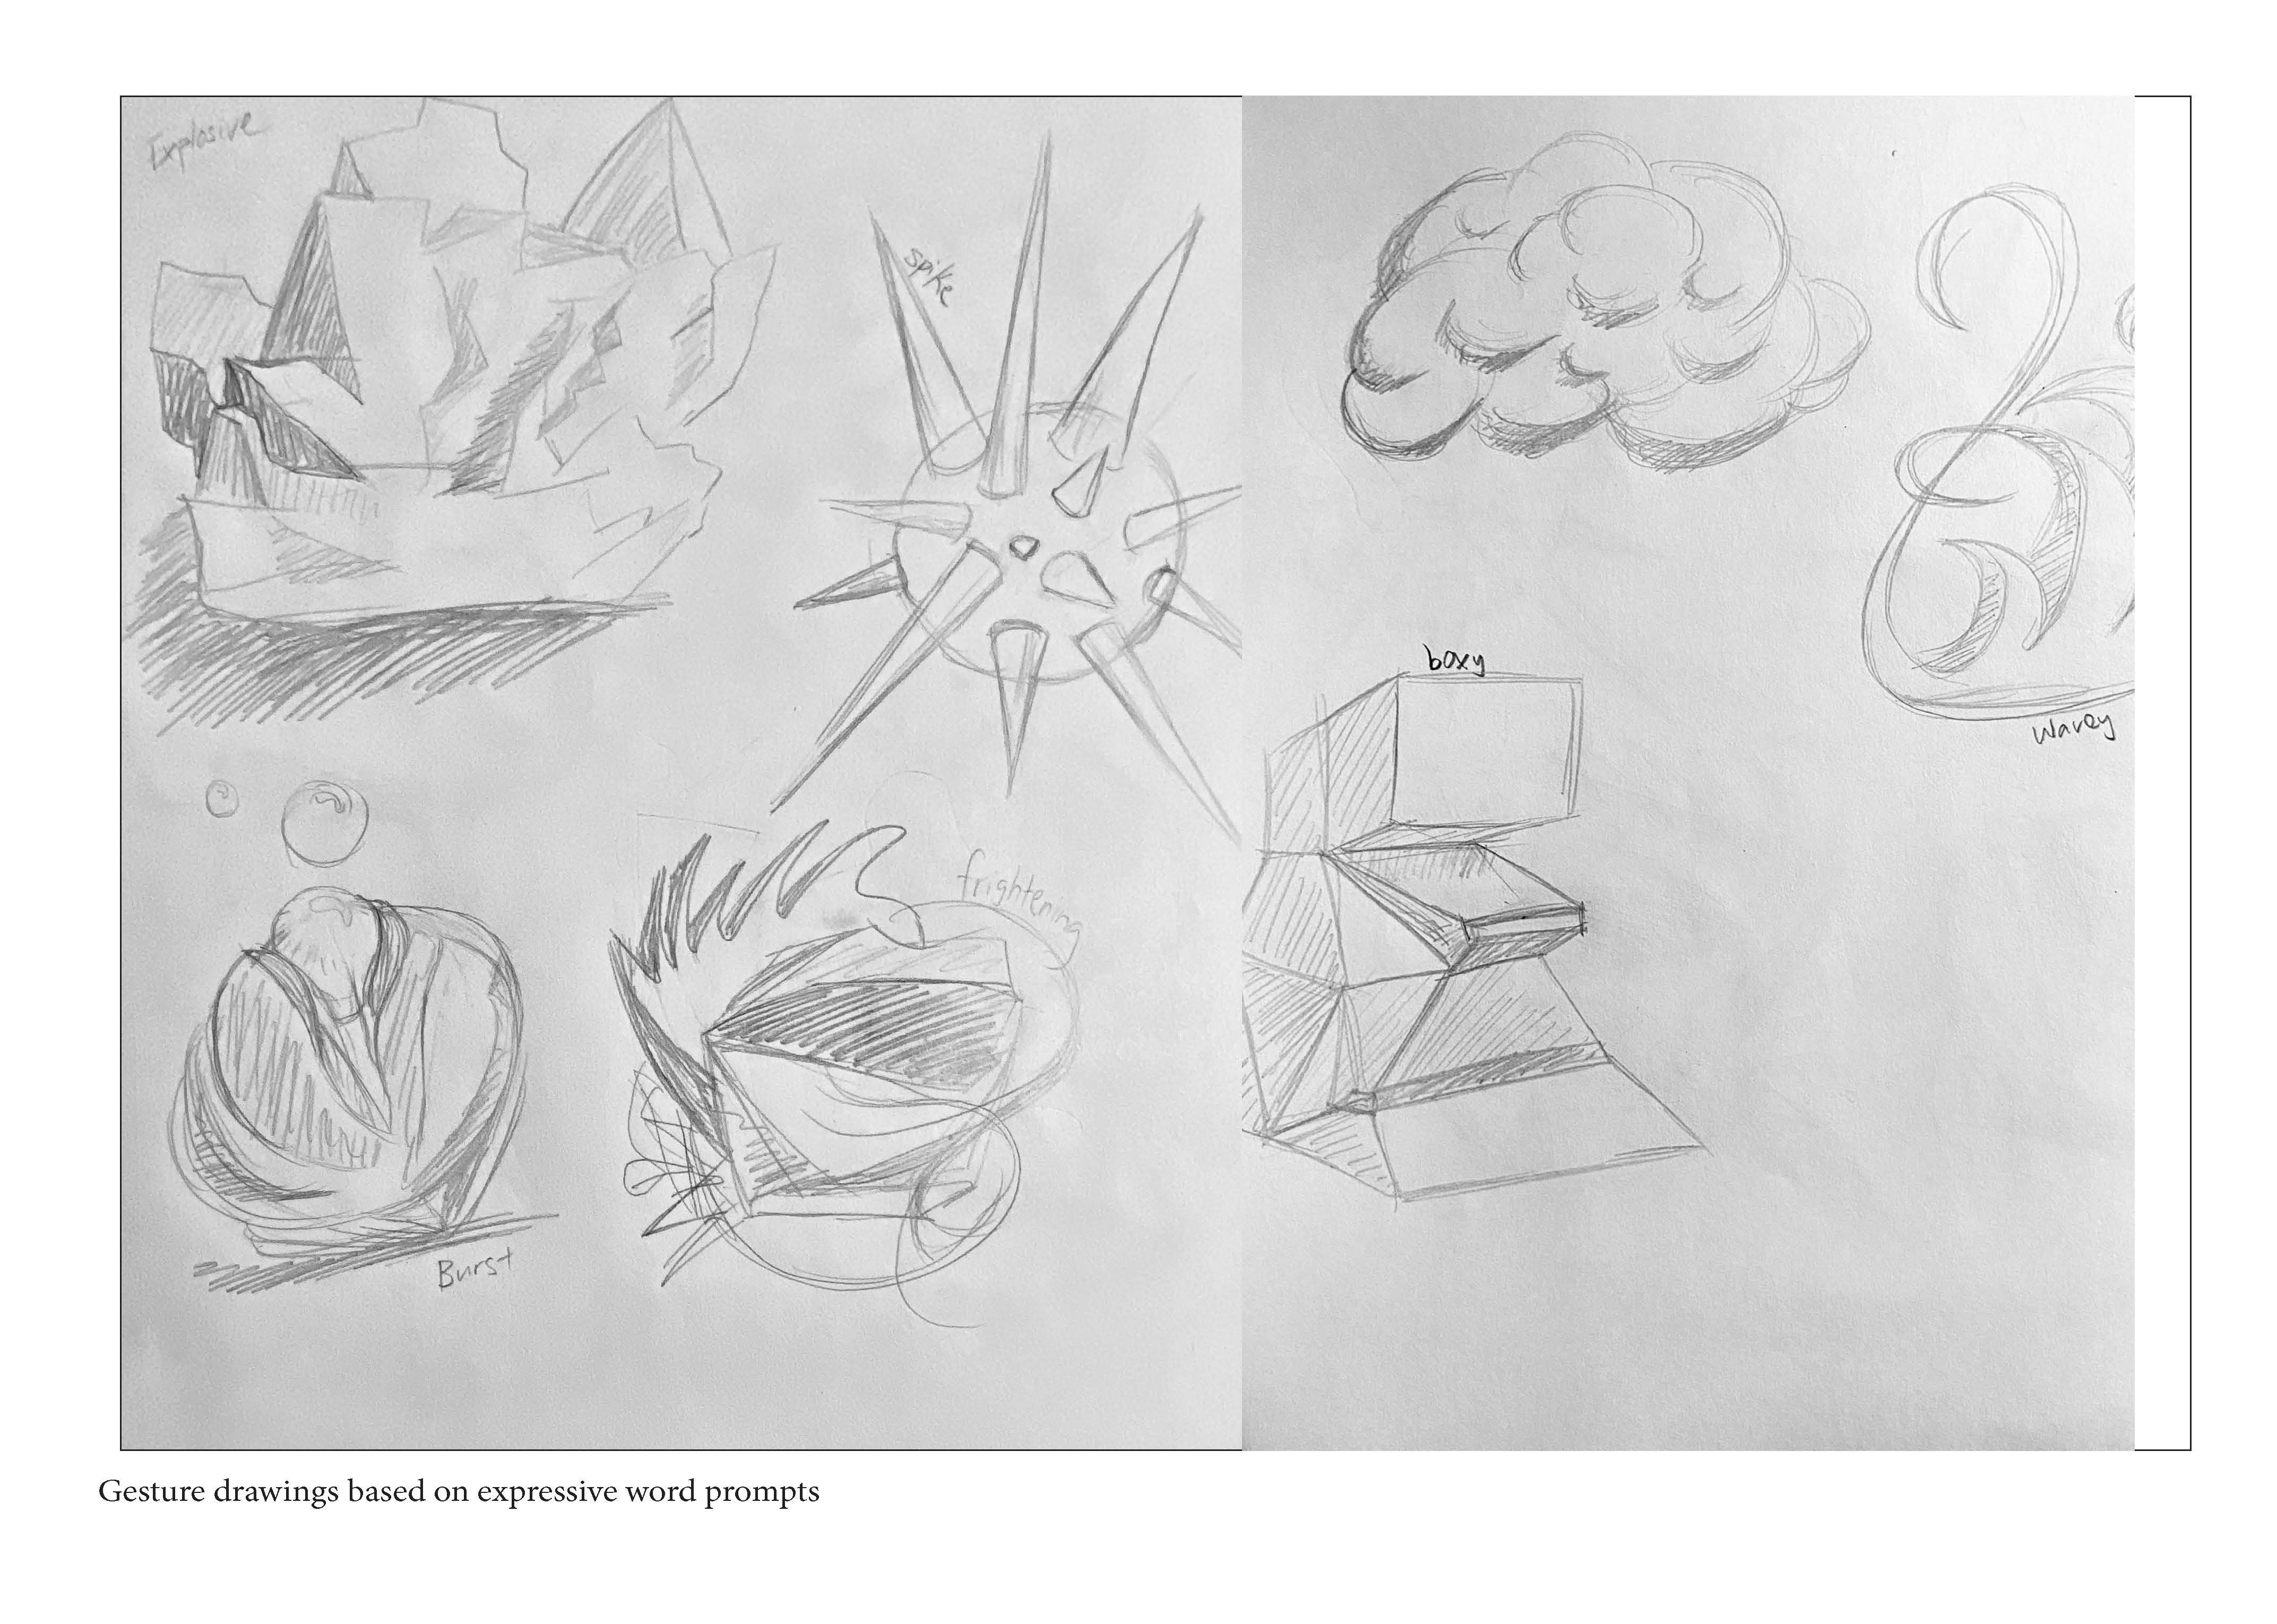 Explosive
spike
boxy
wavey
frightening
Burst
Gesture drawings based on expressive word prompts